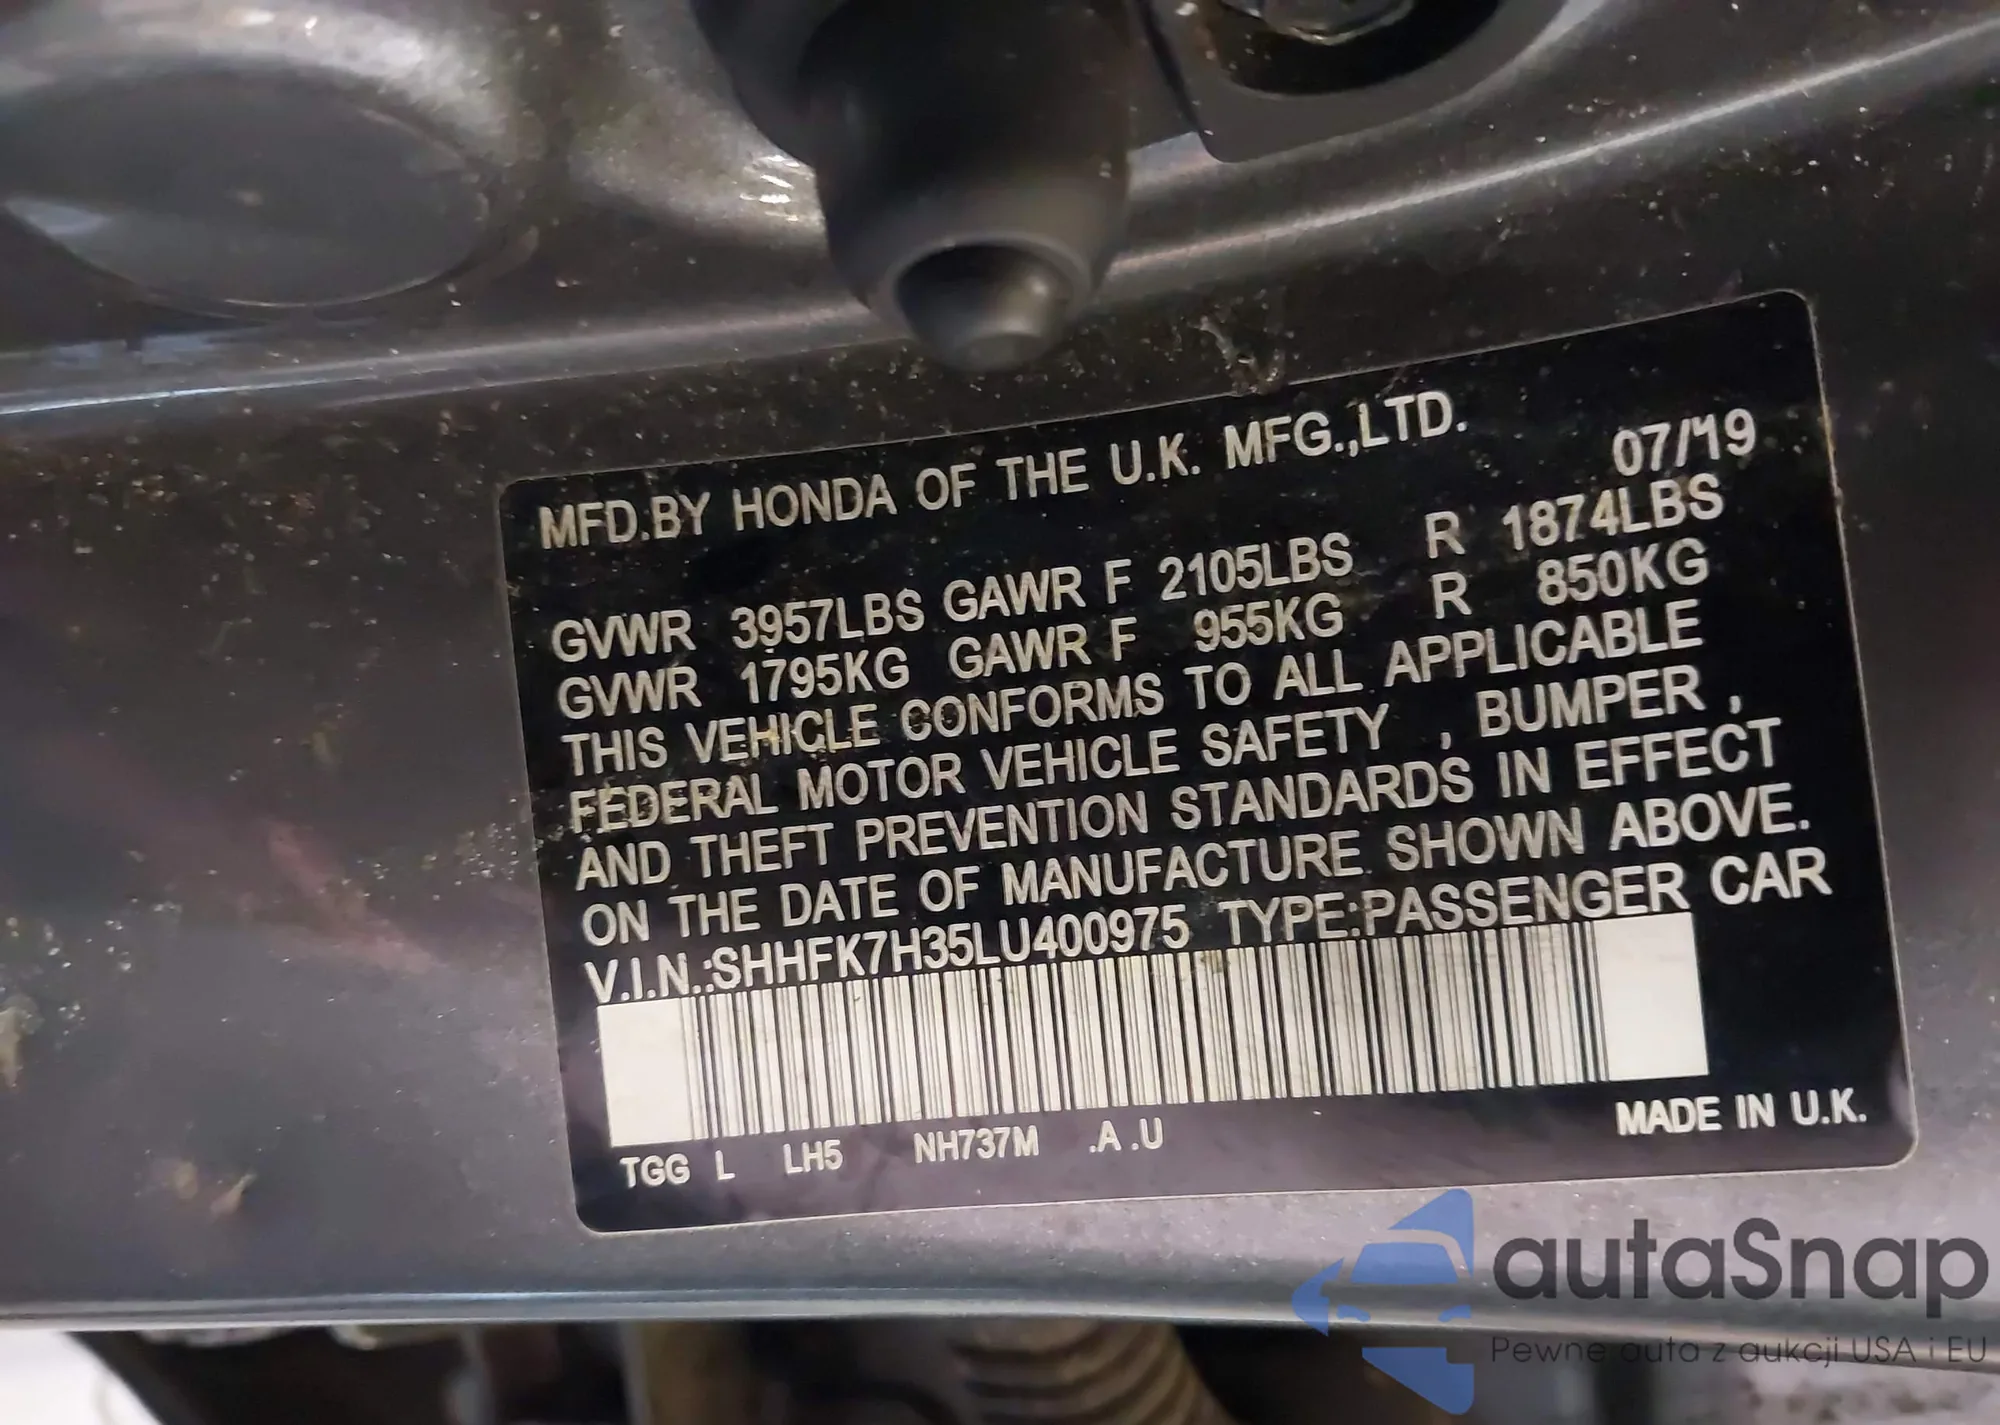 MFD.BY HONDA OF THE U.K. MFG.,LTD.
07/19
GVWR 3957LBS GAWR F 2105LBS R 1874LBS
GVWR 1795KG GAWR F 955KG R 850KG
THIS VEHICLE CONFORMS TO ALL APPLICABLE
FEDERAL MOTOR VEHICLE SAFETY , BUMPER ,
AND THEFT PREVENTION STANDARDS IN EFFECT
ON THE DATE OF MANUFACTURE SHOWN ABOVE.
V.I.N.:SHHFK7H35LU400975 TYPE:PASSENGER CAR
TGG L LH5 NH737M .A .U MADE IN U.K.
autaSnap
Pewne auta z aukcji USA i EU